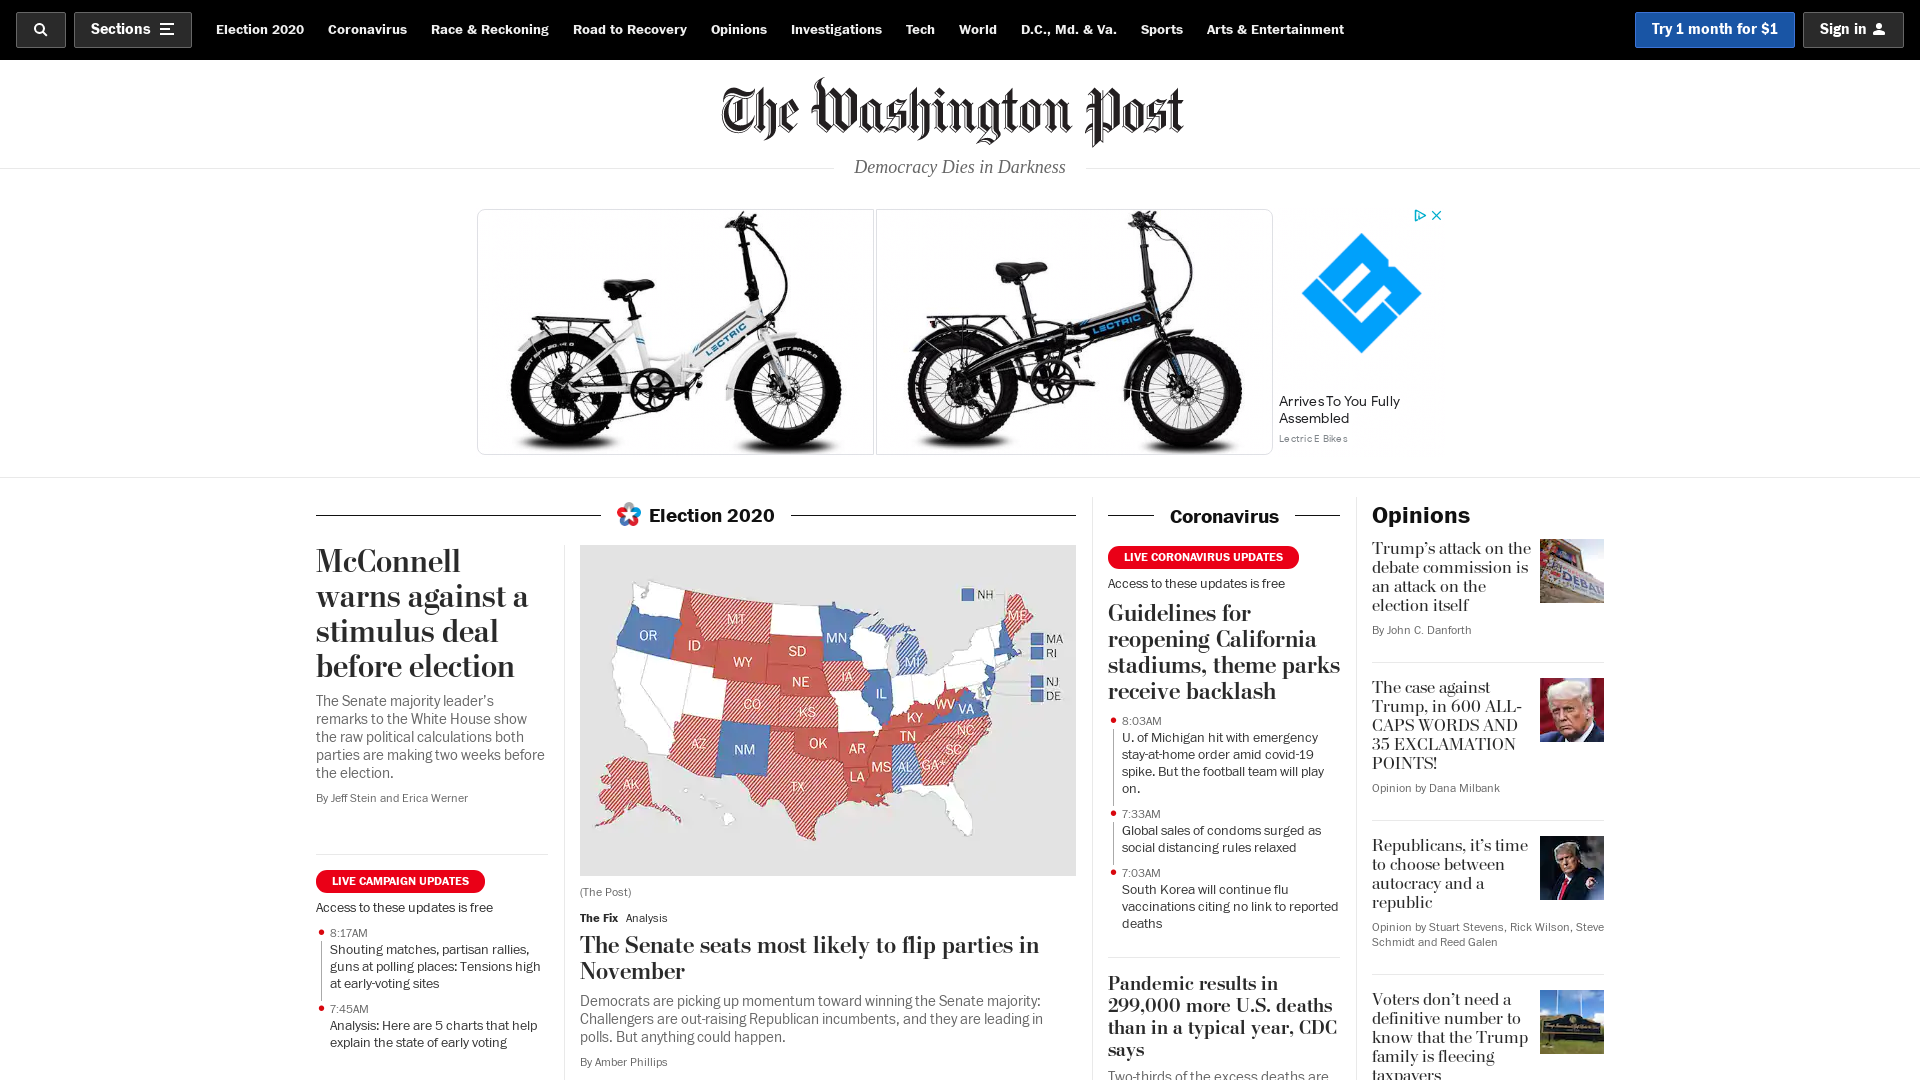 Sections
Election 2020
Coronavirus
Race & Reckoning
Road to Recovery
Opinions
Investigations
Tech
World
D.C., Md. & Va.
Sports
Arts & Entertainment
Try 1 month for $1
Sign in
The Washington Post
Democracy Dies in Darkness
LECTRIC
LECTRIC
Arrives To You Fully
Assembled
Lectric E Bikes
Election 2020
McConnell
warns against a
stimulus deal
before election
The Senate majority leader’s
remarks to the White House show
the raw political calculations both
parties are making two weeks before
the election.
By Jeff Stein and Erica Werner
LIVE CAMPAIGN UPDATES
Access to these updates is free
8:17AM
Shouting matches, partisan rallies,
guns at polling places: Tensions high
at early-voting sites
7:45AM
Analysis: Here are 5 charts that help
explain the state of early voting
OR
ID
MT
WY
SD
NE
CO
KS
MN
IA
MI
IL
KY
WV
VA
NC
TN
SC
AZ
NM
OK
AR
TX
LA
MS
AL
GA*
AK
ME
NH
MA
RI
NJ
DE
(The Post)
The Fix Analysis
The Senate seats most likely to flip parties in
November
Democrats are picking up momentum toward winning the Senate majority:
Challengers are out-raising Republican incumbents, and they are leading in
polls. But anything could happen.
By Amber Phillips
Coronavirus
LIVE CORONAVIRUS UPDATES
Access to these updates is free
Guidelines for
reopening California
stadiums, theme parks
receive backlash
8:03AM
U. of Michigan hit with emergency
stay-at-home order amid covid-19
spike. But the football team will play
on.
7:33AM
Global sales of condoms surged as
social distancing rules relaxed
7:03AM
South Korea will continue flu
vaccinations citing no link to reported
deaths
Pandemic results in
299,000 more U.S. deaths
than in a typical year, CDC
says
Two-thirds of the excess deaths are
Opinions
Trump’s attack on the
debate commission is
an attack on the
election itself
By John C. Danforth
DEBATE
The case against
Trump, in 600 ALL-
CAPS WORDS AND
35 EXCLAMATION
POINTS!
Opinion by Dana Milbank
Republicans, it’s time
to choose between
autocracy and a
republic
Opinion by Stuart Stevens, Rick Wilson, Steve
Schmidt and Reed Galen
Voters don’t need a
definitive number to
know that the Trump
family is fleecing
taxpayers